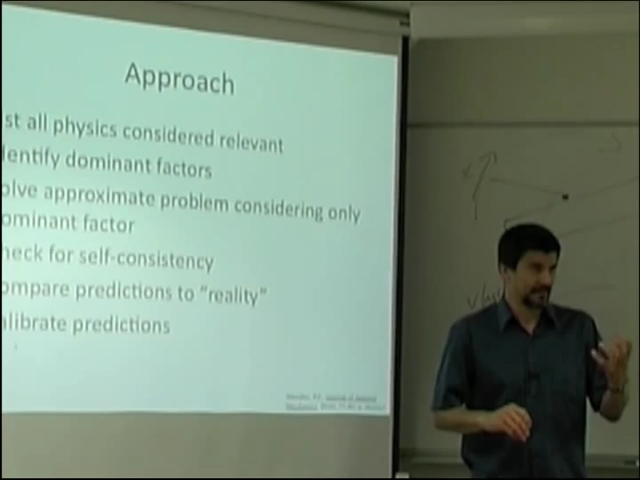 Approach
st all physics considered relevant
dentify dominant factors
olve approximate problem considering only
ominant factor
heck for self-consistency
ompare predictions to "reality"
alibrate predictions